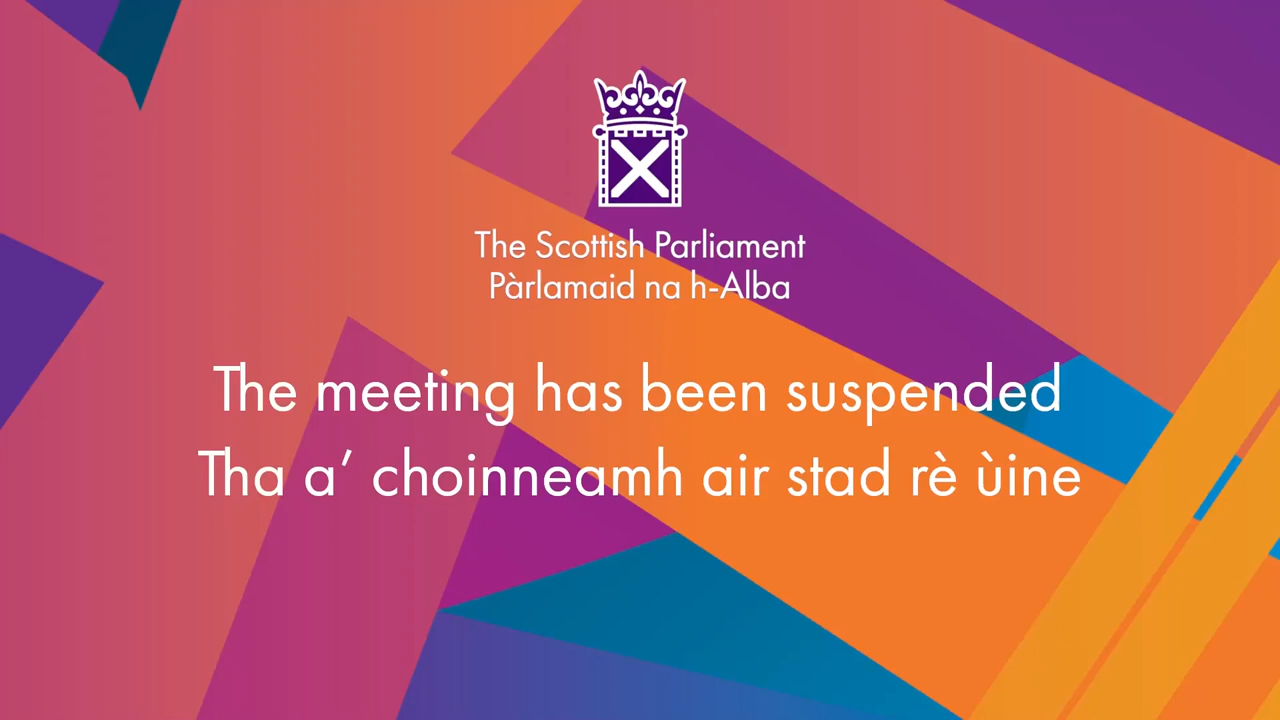 The Scottish Parliament
Pàrlamaid na h-Alba
The meeting has been suspended
Tha a’ choinneamh air stad rè ùine